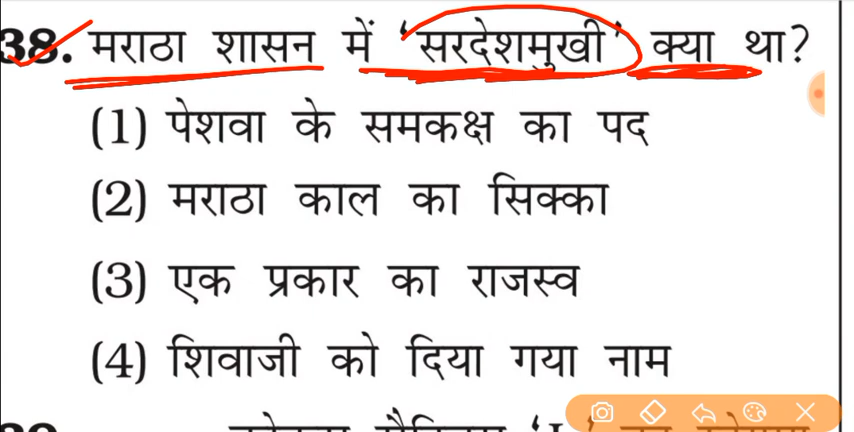 38. मराठा शासन में 'सरदेशमुखी' क्या था?
(1) पेशवा के समकक्ष का पद
(2) मराठा काल का सिक्का
(3) एक प्रकार का राजस्व
(4) शिवाजी को दिया गया नाम